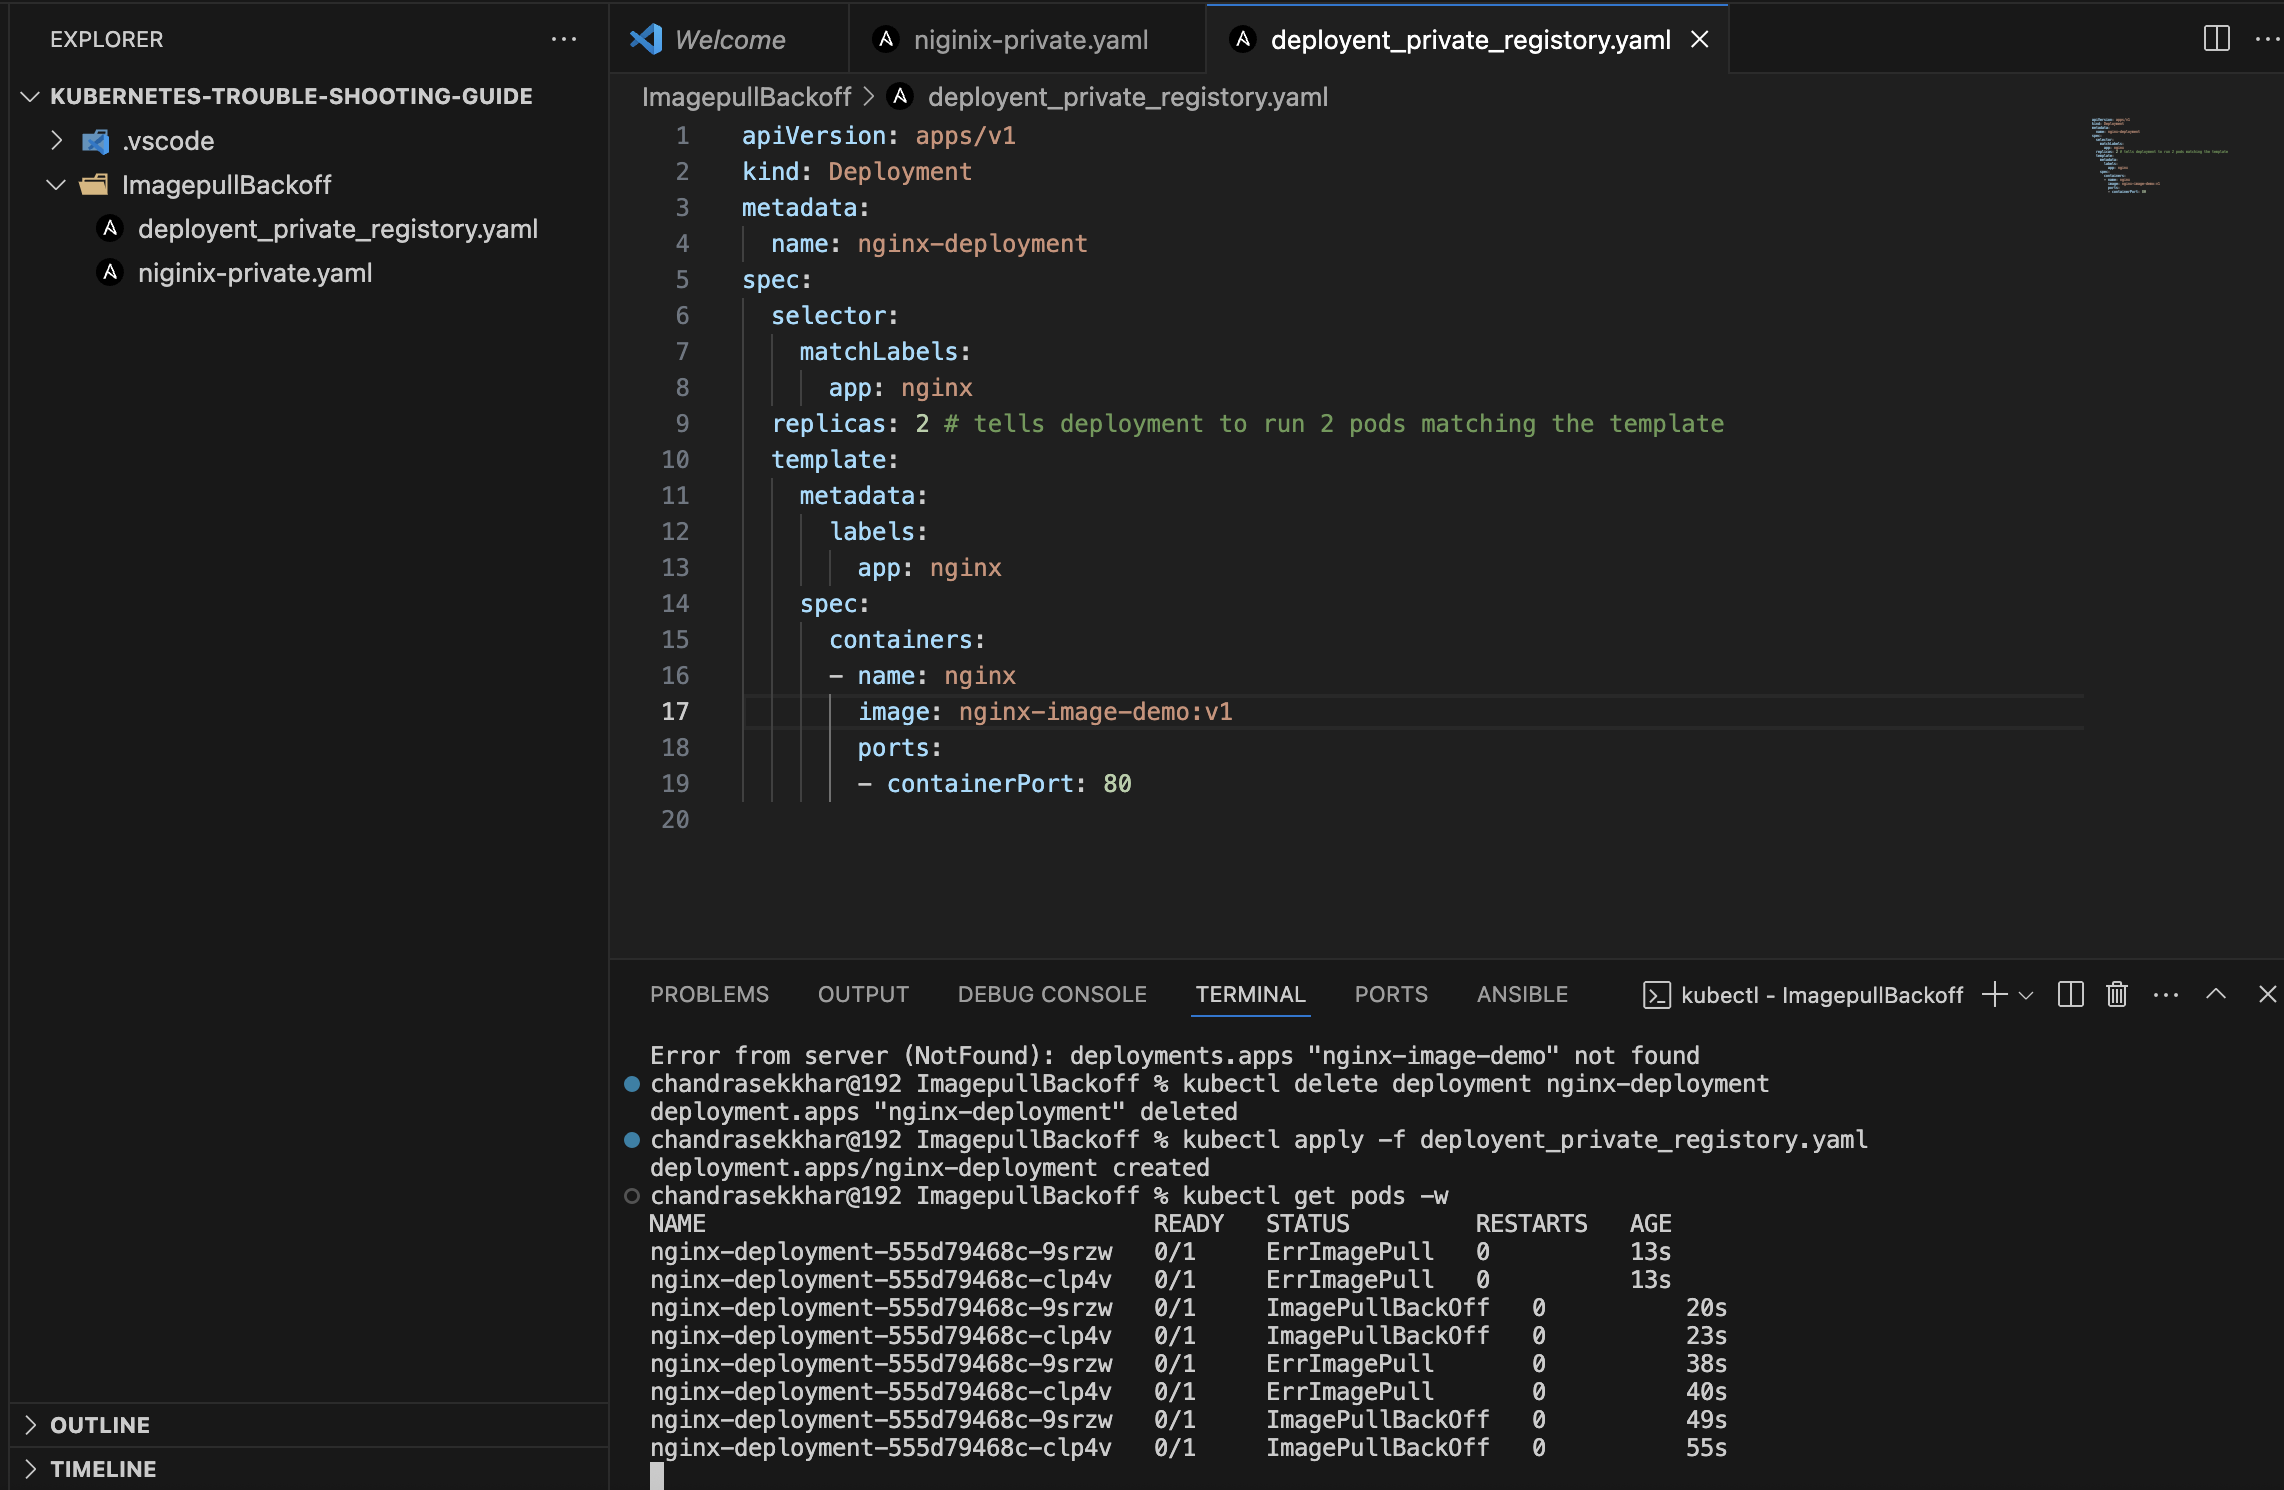 EXPLORER
KUBERNETES-TROUBLE-SHOOTING-GUIDE
.vscode
ImagepullBackoff
deployent_private_registory.yaml
niginix-private.yaml
OUTLINE
TIMELINE
Welcome
niginix-private.yaml
deployent_private_registory.yaml
ImagepullBackoff > deployent_private_registory.yaml
1 apiVersion: apps/v1
2 kind: Deployment
3 metadata:
4 name: nginx-deployment
5 spec:
6 selector:
7 matchLabels:
8 app: nginx
9 replicas: 2 # tells deployment to run 2 pods matching the template
10 template:
11 metadata:
12 labels:
13 app: nginx
14 spec:
15 containers:
16 - name: nginx
17 image: nginx-image-demo:v1
18 ports:
19 - containerPort: 80
20
PROBLEMS OUTPUT DEBUG CONSOLE TERMINAL PORTS ANSIBLE kubectl - ImagepullBackoff
Error from server (NotFound): deployments.apps "nginx-image-demo" not found
chandrasekkhar@192 ImagepullBackoff % kubectl delete deployment nginx-deployment
deployment.apps "nginx-deployment" deleted
chandrasekkhar@192 ImagepullBackoff % kubectl apply -f deployent_private_registory.yaml
deployment.apps/nginx-deployment created
chandrasekkhar@192 ImagepullBackoff % kubectl get pods -w
NAME READY STATUS RESTARTS AGE
nginx-deployment-555d79468c-9srzw 0/1 ErrImagePull 0 13s
nginx-deployment-555d79468c-clp4v 0/1 ErrImagePull 0 13s
nginx-deployment-555d79468c-9srzw 0/1 ImagePullBackOff 0 20s
nginx-deployment-555d79468c-clp4v 0/1 ImagePullBackOff 0 23s
nginx-deployment-555d79468c-9srzw 0/1 ErrImagePull 0 38s
nginx-deployment-555d79468c-clp4v 0/1 ErrImagePull 0 40s
nginx-deployment-555d79468c-9srzw 0/1 ImagePullBackOff 0 49s
nginx-deployment-555d79468c-clp4v 0/1 ImagePullBackOff 0 55s